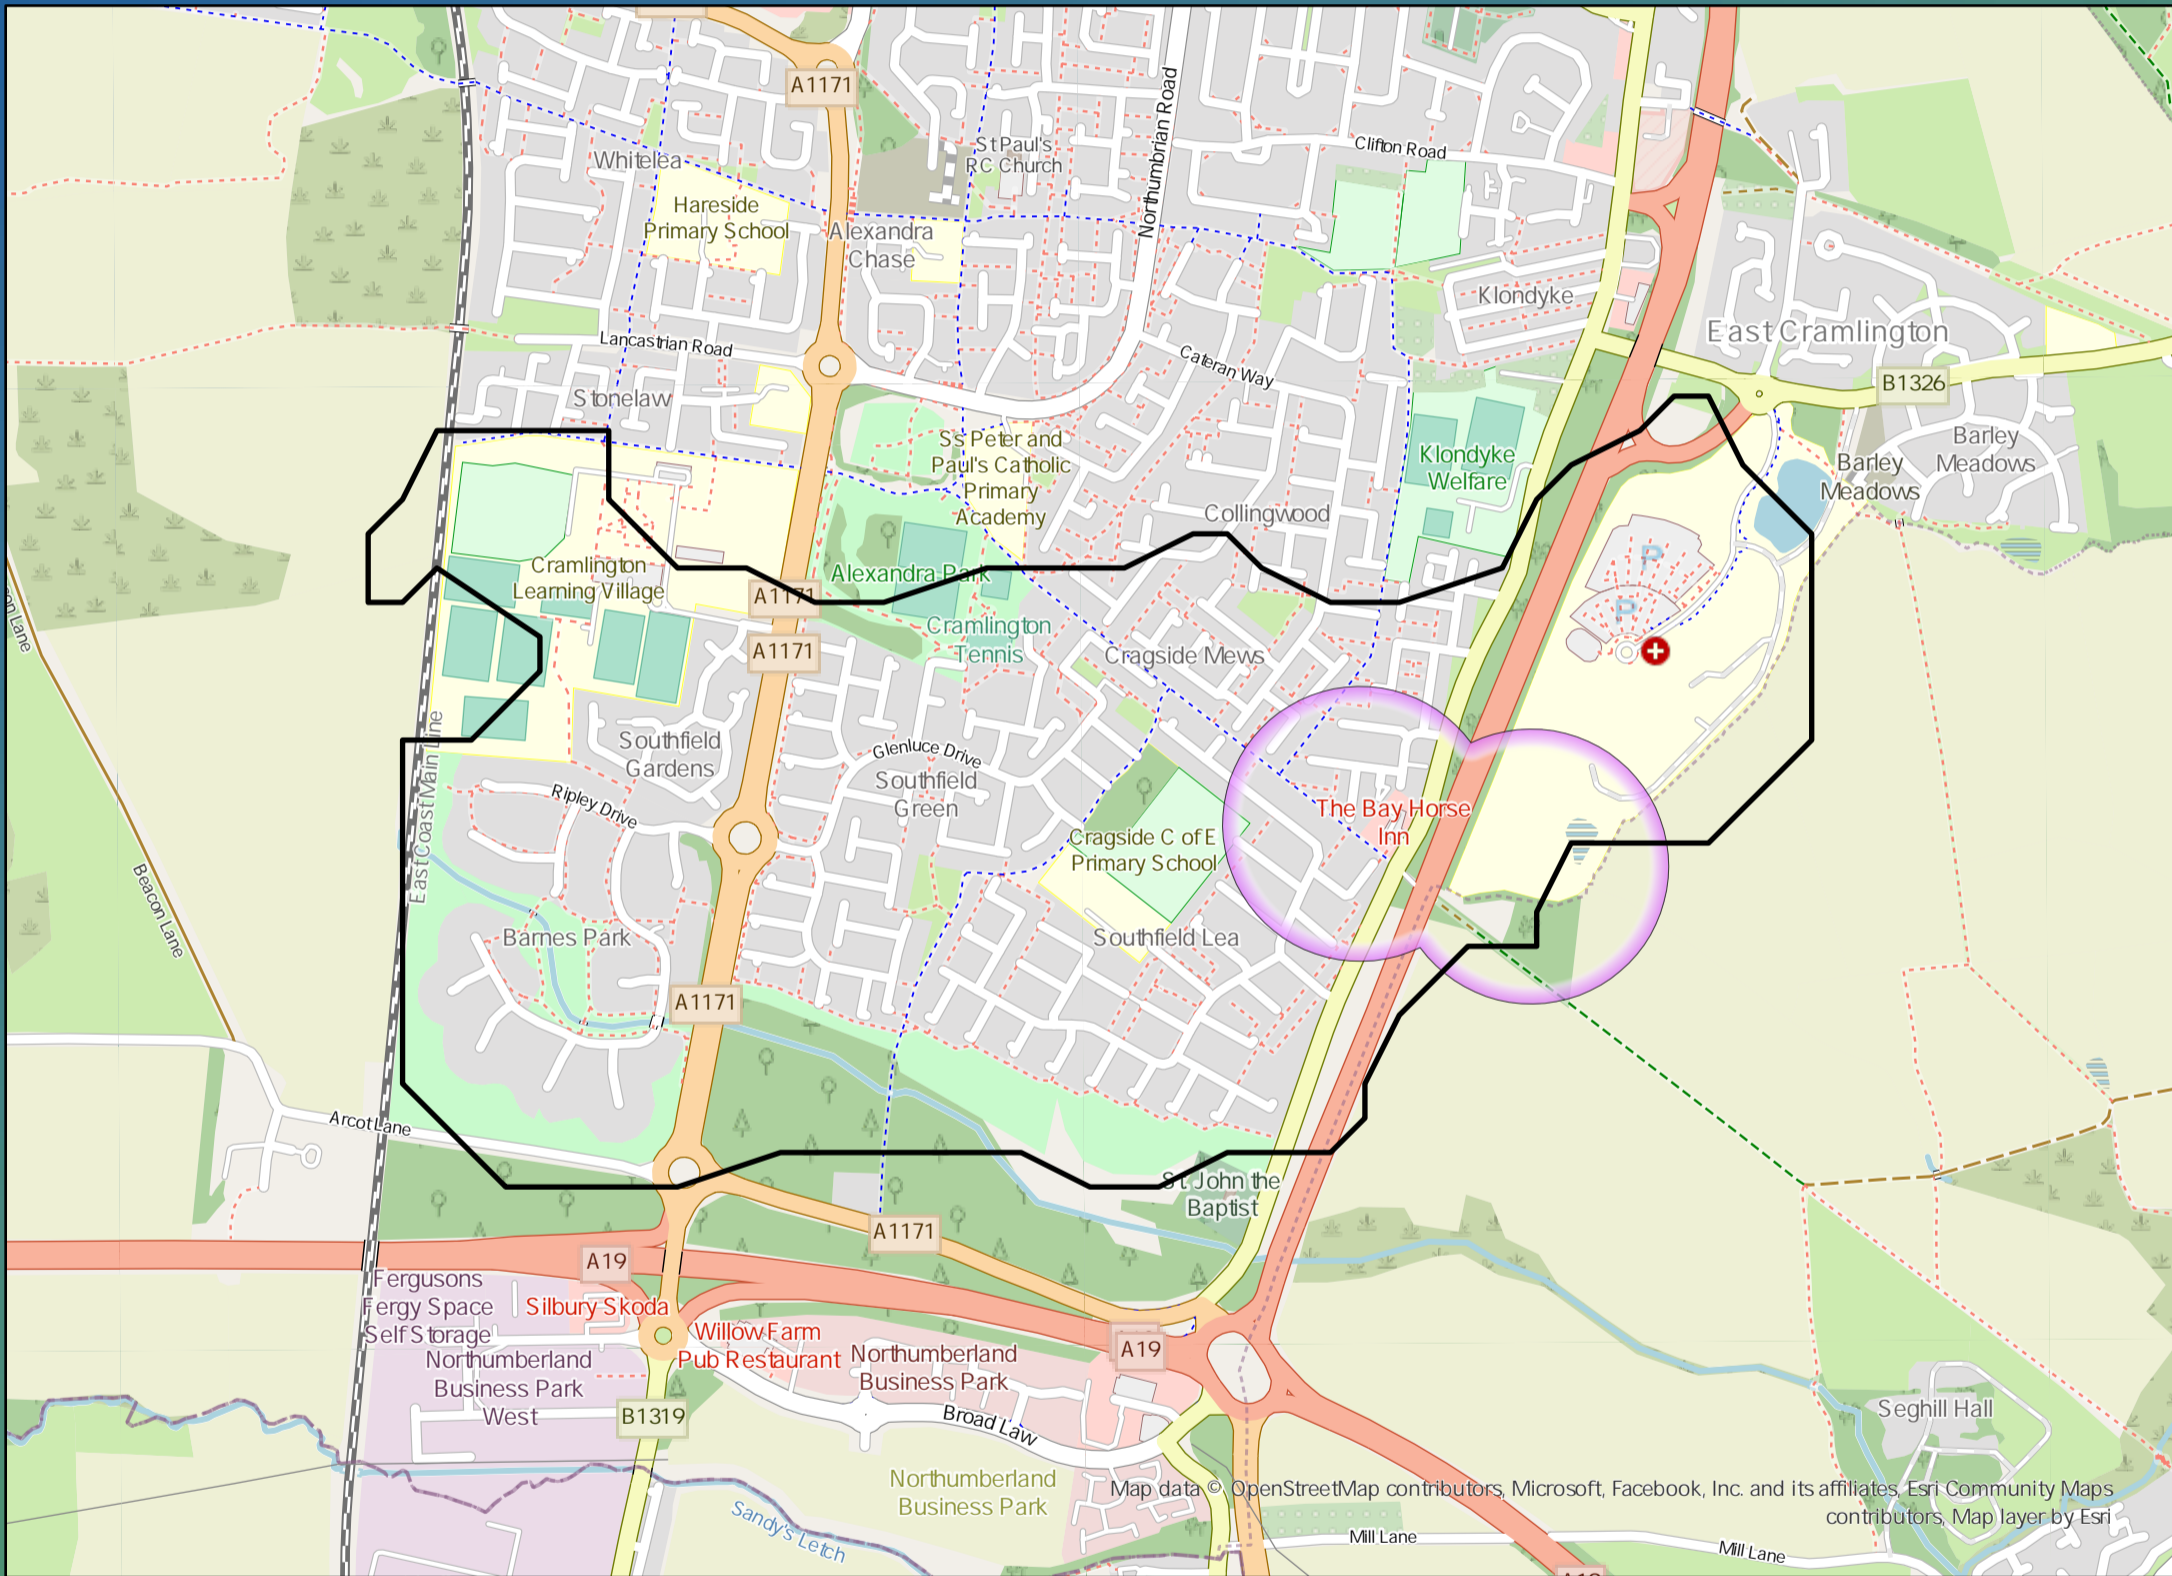 A1171
Northumbrian Road
St Paul's
RC Church
Clifton Road
Whitelea
Hareside
Primary School
Alexandra
Chase
Klondyke
East Cramlington
Lancastrian Road
Cateran Way
B1326
Stonelaw
Ss Peter and
Paul's Catholic
Primary
Academy
Klondyke
Welfare
Barley
Meadows
Barley
Meadows
Collingwood
P
Cramlington
Learning Village
Alexandra Park
A1171
P
Cramlington
Tennis
A1171
Cragside Mews
East Coast Main Line
Southfield
Gardens
Glenluce Drive
Southfield
Green
Ripley Drive
The Bay Horse
Inn
Cragside C of E
Primary School
Beacon Lane
Barnes Park
Southfield Lea
A1171
Arcot Lane
St. John the
Baptist
A1171
A19
Fergusons
Fergy Space
Self Storage
Silbury Skoda
Willow Farm
Pub Restaurant
Northumberland
Business Park
A19
Northumberland
Business Park
West
B1319
Broad Law
Seghill Hall
Northumberland
Business Park
Sandy's Letch
Map data © OpenStreetMap contributors, Microsoft, Facebook, Inc. and its affiliates, Esri Community Maps
contributors, Map layer by Esri
Mill Lane
Mill Lane